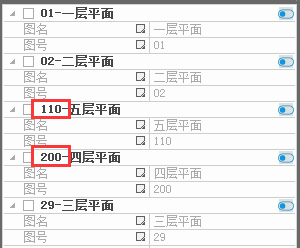 01-一层平面
图名 一层平面
图号 01
02-二层平面
图名 二层平面
图号 02
110-五层平面
图名 五层平面
图号 110
200-四层平面
图名 四层平面
图号 200
29-三层平面
图名 三层平面
图号 29